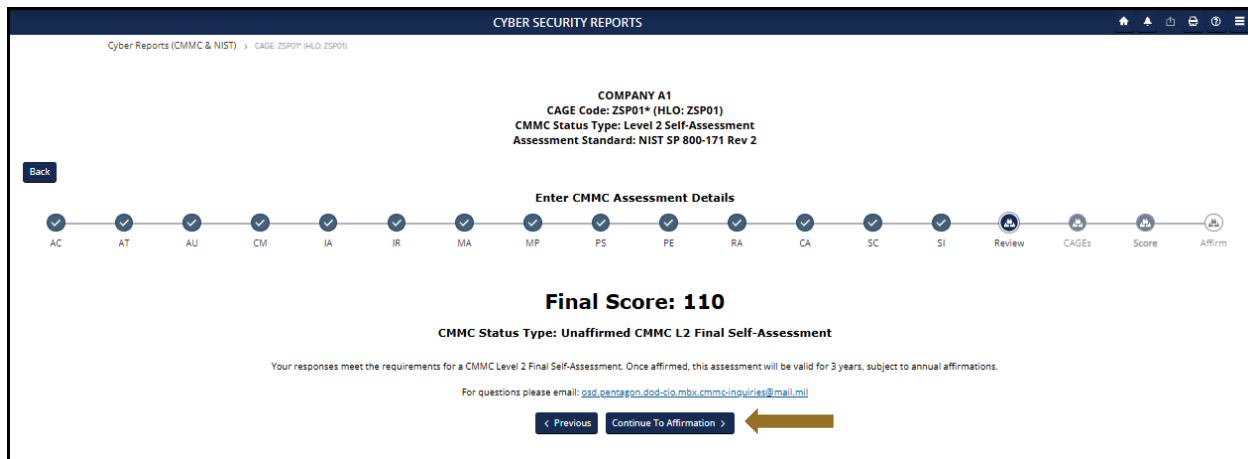 CYBER SECURITY REPORTS
Cyber Reports (CMMC & NIST) > CAGE: ZSP01* (HLO: ZSP01)
COMPANY A1
CAGE Code: ZSP01* (HLO: ZSP01)
CMMC Status Type: Level 2 Self-Assessment
Assessment Standard: NIST SP 800-171 Rev 2
Back
Enter CMMC Assessment Details
AC AT AU CM IA IR MA MP PS PE RA CA SC SI Review CAGEs Score Affirm
Final Score: 110
CMMC Status Type: Unaffirmed CMMC L2 Final Self-Assessment
Your responses meet the requirements for a CMMC Level 2 Final Self-Assessment. Once affirmed, this assessment will be valid for 3 years, subject to annual affirmations.
For questions please email: osd.pentagon.dod-cio.mbx.cmmc-inquiries@mail.mil
< Previous Continue To Affirmation >